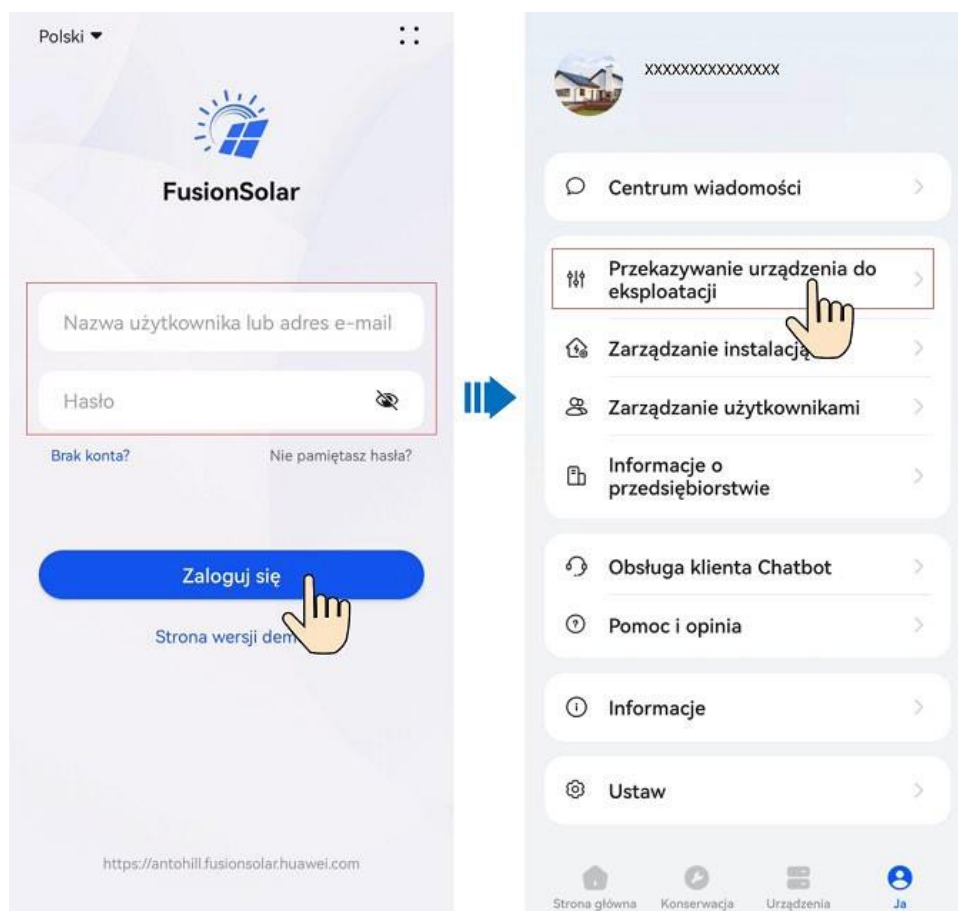 Polski
FusionSolar
Nazwa użytkownika lub adres e-mail
Hasło
Brak konta?
Nie pamiętasz hasła?
Zaloguj się
Strona wersji dem
https://antohill.fusionsolar.huawei.com
xxxxxxxxxxxxxxx
Centrum wiadomości
Przekazywanie urządzenia do
eksploatacji
Zarządzanie instalacją
Zarządzanie użytkownikami
Informacje o
przedsiębiorstwie
Obsługa klienta Chatbot
Pomoc i opinia
Informacje
Ustaw
Strona główna
Konserwacja
Urządzenia
Ja